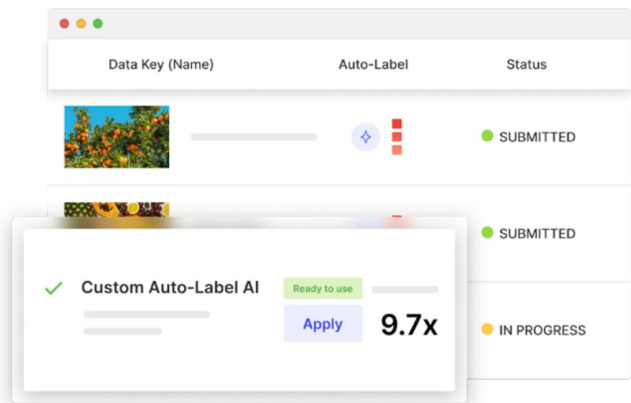 Data Key (Name) Auto-Label Status
SUBMITTED
SUBMITTED
Custom Auto-Label AI Ready to use
Apply 9.7x
IN PROGRESS